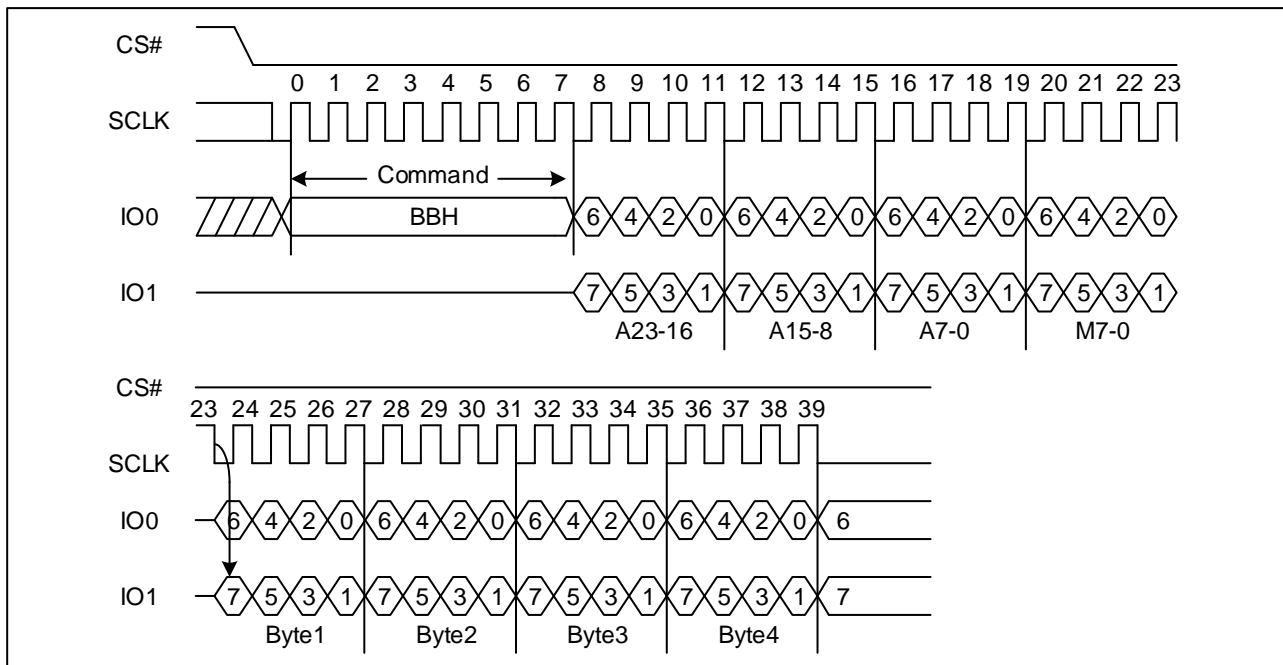 CS#
0 1 2 3 4 5 6 7 8 9 10 11 12 13 14 15 16 17 18 19 20 21 22 23
SCLK
Command
IO0 BBH 6 4 2 0 6 4 2 0 6 4 2 0 6 4 2 0
IO1 7 5 3 1 7 5 3 1 7 5 3 1 7 5 3 1
A23-16 A15-8 A7-0 M7-0
CS#
23 24 25 26 27 28 29 30 31 32 33 34 35 36 37 38 39
SCLK
IO0 6 4 2 0 6 4 2 0 6 4 2 0 6 4 2 0 6
IO1 7 5 3 1 7 5 3 1 7 5 3 1 7 5 3 1 7
Byte1 Byte2 Byte3 Byte4